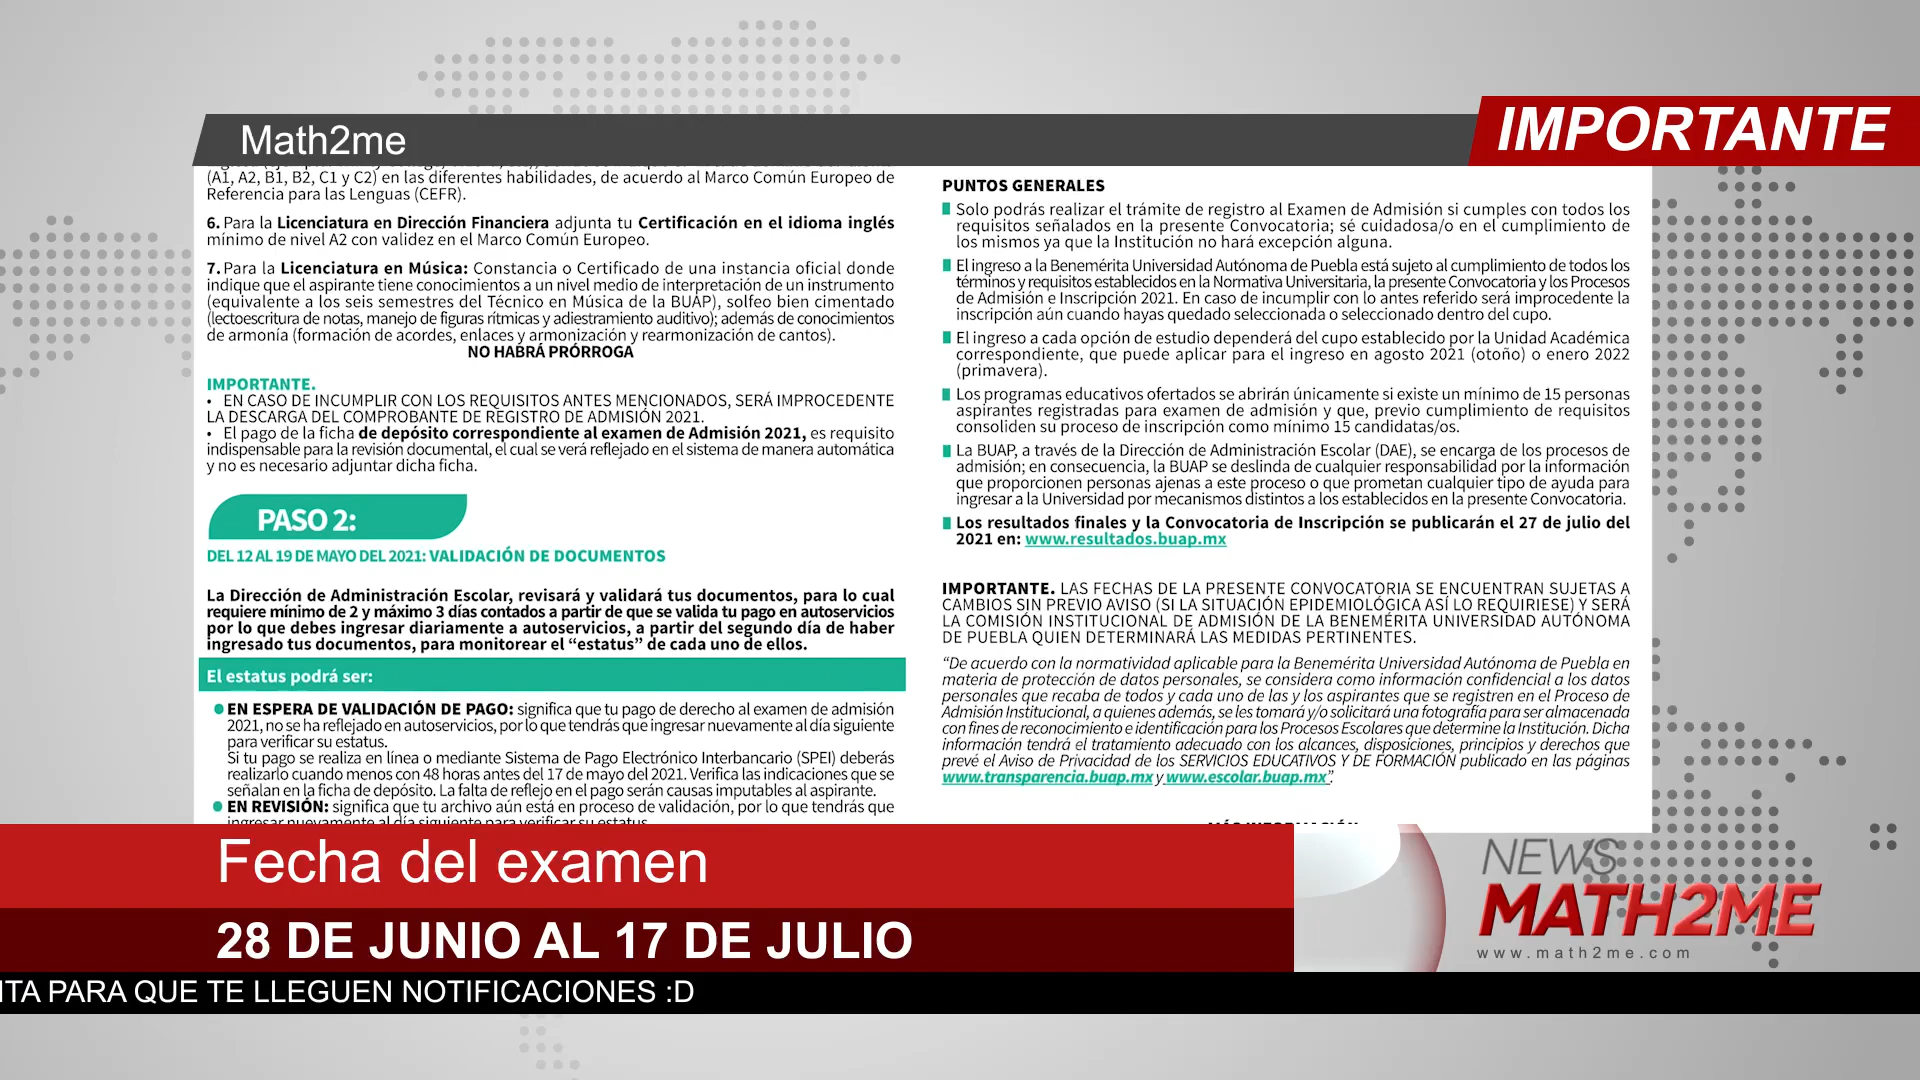 Math2me
IMPORTANTE
(A1, A2, B1, B2, C1 y C2) en las diferentes habilidades, de acuerdo al Marco Común Europeo de
Referencia para las Lenguas (CEFR).
6. Para la Licenciatura en Dirección Financiera adjunta tu Certificación en el idioma inglés
mínimo de nivel A2 con validez en el Marco Común Europeo.
7. Para la Licenciatura en Música: Constancia o Certificado de una instancia oficial donde
indique que el aspirante tiene conocimientos a un nivel medio de interpretación de un instrumento
(equivalente a los seis semestres del Técnico en Música de la BUAP), solfeo bien cimentado
(lectoescritura de notas, manejo de figuras rítmicas y adiestramiento auditivo); además de conocimientos
de armonía (formación de acordes, enlaces y armonización y rearmonización de cantos).
NO HABRÁ PRÓRROGA
IMPORTANTE.
• EN CASO DE INCUMPLIR CON LOS REQUISITOS ANTES MENCIONADOS, SERÁ IMPROCEDENTE
LA DESCARGA DEL COMPROBANTE DE REGISTRO DE ADMISIÓN 2021.
• El pago de la ficha de depósito correspondiente al examen de Admisión 2021, es requisito
indispensable para la revisión documental, el cual se verá reflejado en el sistema de manera automática
y no es necesario adjuntar dicha ficha.
PASO 2:
DEL 12 AL 19 DE MAYO DEL 2021: VALIDACIÓN DE DOCUMENTOS
La Dirección de Administración Escolar, revisará y validará tus documentos, para lo cual
requiere mínimo de 2 y máximo 3 días contados a partir de que se valida tu pago en autoservicios
por lo que debes ingresar diariamente a autoservicios, a partir del segundo día de haber
ingresado tus documentos, para monitorear el “estatus” de cada uno de ellos.
El estatus podrá ser:
EN ESPERA DE VALIDACIÓN DE PAGO: significa que tu pago de derecho al examen de admisión
2021, no se ha reflejado en autoservicios, por lo que tendrás que ingresar nuevamente al día siguiente
para verificar su estatus.
Si tu pago se realiza en línea o mediante Sistema de Pago Electrónico Interbancario (SPEI) deberás
realizarlo cuando menos con 48 horas antes del 17 de mayo del 2021. Verifica las indicaciones que se
señalan en la ficha de depósito. La falta de reflejo en el pago serán causas imputables al aspirante.
EN REVISIÓN: significa que tu archivo aún está en proceso de validación, por lo que tendrás que
ingresar nuevamente al día siguiente para verificar su estatus.
PUNTOS GENERALES
Solo podrás realizar el trámite de registro al Examen de Admisión si cumples con todos los
requisitos señalados en la presente Convocatoria; sé cuidadosa/o en el cumplimiento de
los mismos ya que la Institución no hará excepción alguna.
El ingreso a la Benemérita Universidad Autónoma de Puebla está sujeto al cumplimiento de todos los
términos y requisitos establecidos en la Normativa Universitaria, la presente Convocatoria y los Procesos
de Admisión e Inscripción 2021. En caso de incumplir con lo antes referido será improcedente la
inscripción aún cuando hayas quedado seleccionada o seleccionado dentro del cupo.
El ingreso a cada opción de estudio dependerá del cupo establecido por la Unidad Académica
correspondiente, que puede aplicar para el ingreso en agosto 2021 (otoño) o enero 2022
(primavera).
Los programas educativos ofertados se abrirán únicamente si existe un mínimo de 15 personas
aspirantes registradas para examen de admisión y que, previo cumplimiento de requisitos
consoliden su proceso de inscripción como mínimo 15 candidatas/os.
La BUAP, a través de la Dirección de Administración Escolar (DAE), se encarga de los procesos de
admisión; en consecuencia, la BUAP se deslinda de cualquier responsabilidad por la información
que proporcionen personas ajenas a este proceso o que prometan cualquier tipo de ayuda para
ingresar a la Universidad por mecanismos distintos a los establecidos en la presente Convocatoria.
Los resultados finales y la Convocatoria de Inscripción se publicarán el 27 de julio del
2021 en: www.resultados.buap.mx
IMPORTANTE. LAS FECHAS DE LA PRESENTE CONVOCATORIA SE ENCUENTRAN SUJETAS A
CAMBIOS SIN PREVIO AVISO (SI LA SITUACIÓN EPIDEMIOLÓGICA ASÍ LO REQUIRIESE) Y SERÁ
LA COMISIÓN INSTITUCIONAL DE ADMISIÓN DE LA BENEMÉRITA UNIVERSIDAD AUTÓNOMA
DE PUEBLA QUIEN DETERMINARÁ LAS MEDIDAS PERTINENTES.
“De acuerdo con la normatividad aplicable para la Benemérita Universidad Autónoma de Puebla en
materia de protección de datos personales, se considera como información confidencial a los datos
personales que recaba de todos y cada uno de las y los aspirantes que se registren en el Proceso de
Admisión Institucional, a quienes además, se les tomará y/o solicitará una fotografía para ser almacenada
con fines de reconocimiento e identificación para los Procesos Escolares que determine la Institución. Dicha
información tendrá el tratamiento adecuado con los alcances, disposiciones, principios y derechos que
prevé el Aviso de Privacidad de los SERVICIOS EDUCATIVOS Y DE FORMACIÓN publicado en las páginas
www.transparencia.buap.mx y www.escolar.buap.mx”.
Fecha del examen
28 DE JUNIO AL 17 DE JULIO
NEWS
MATH2ME
www.math2me.com
ITA PARA QUE TE LLEGUEN NOTIFICACIONES :D